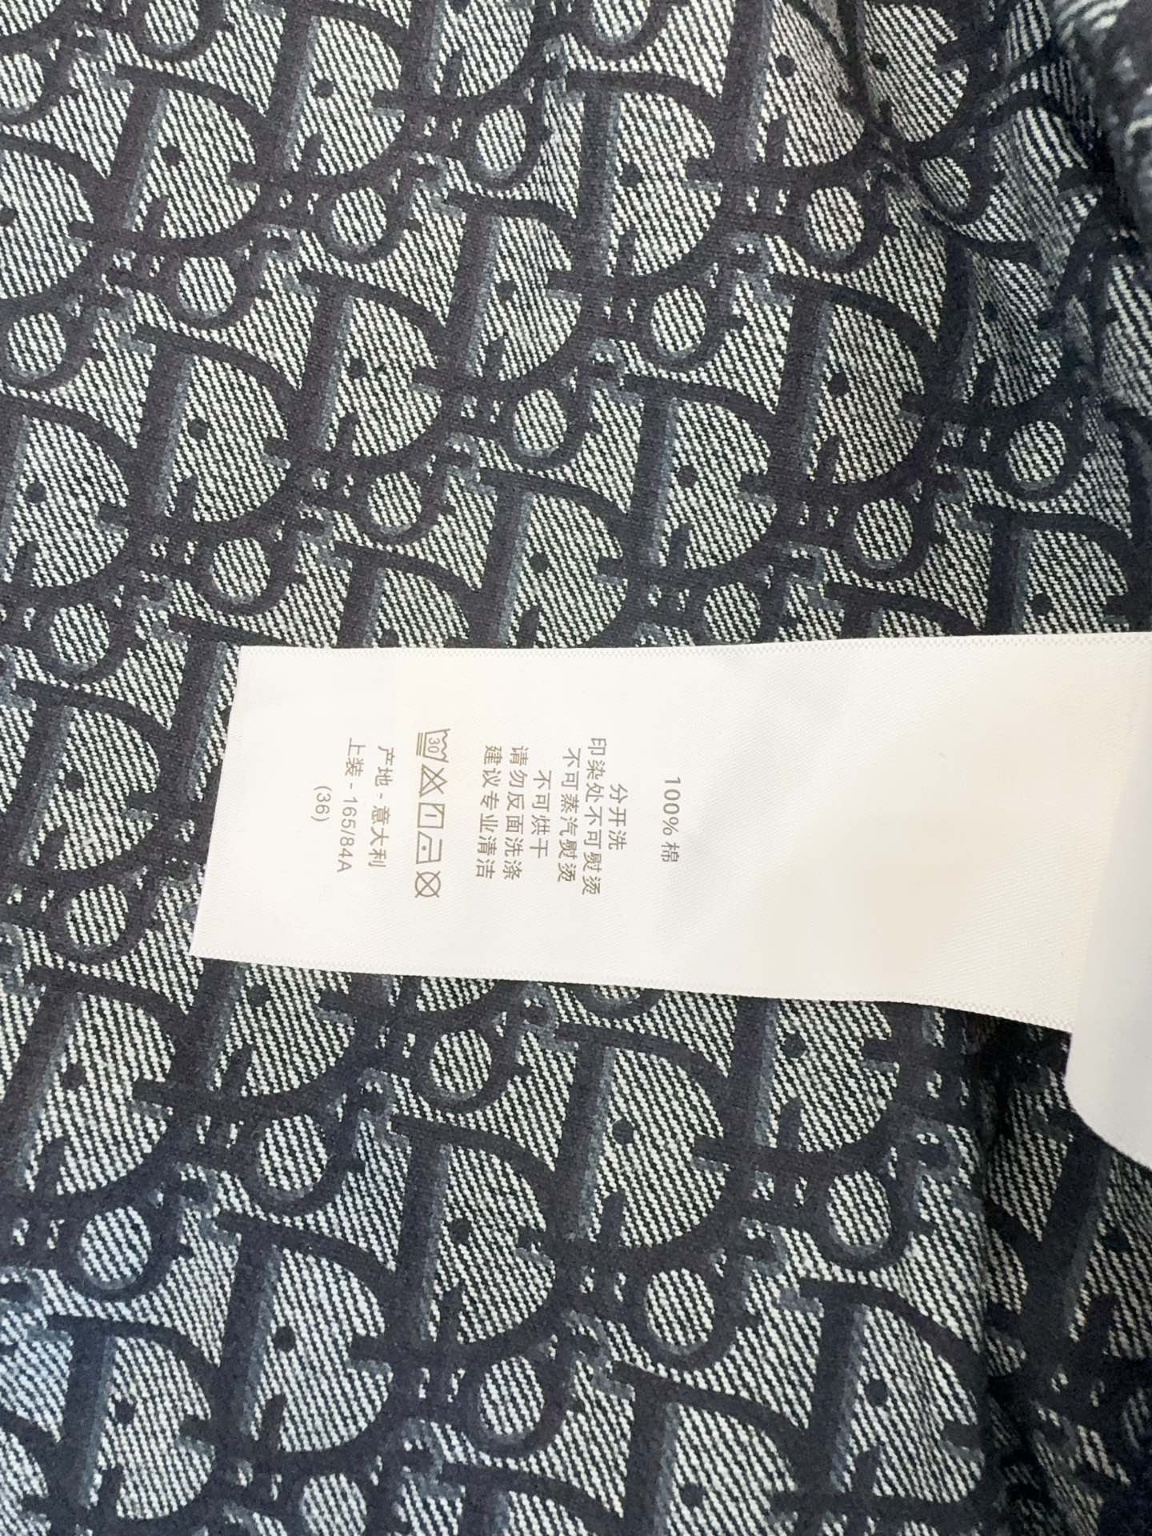 100% 棉
分开洗
印染处不可熨烫
不可蒸汽熨烫
不可烘干
请勿反面洗涤
建议专业清洁
30
产地 - 意大利
上装 - 165/84A
(36)